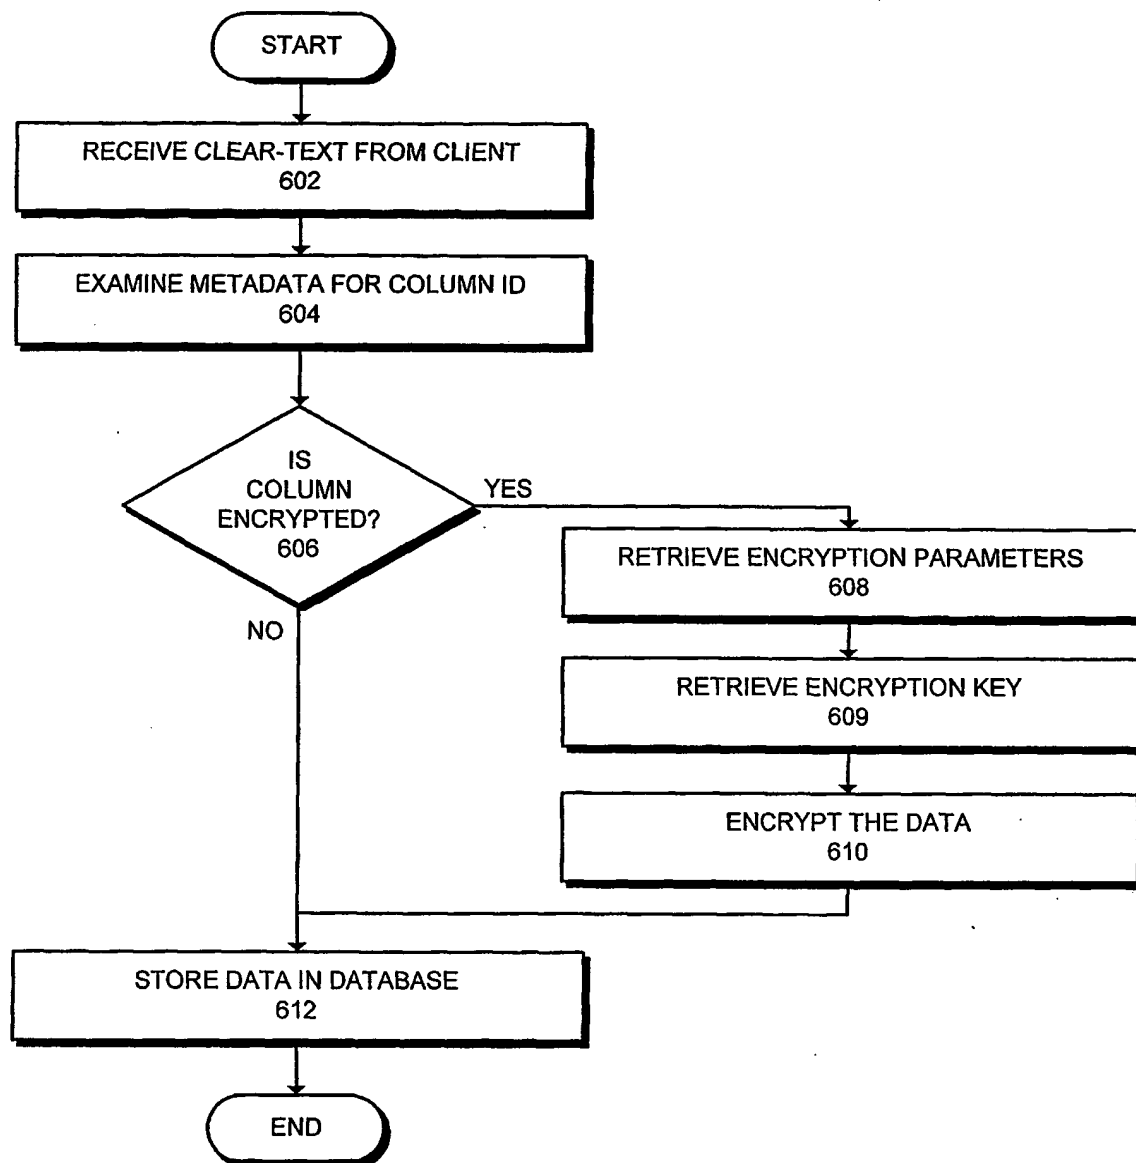 START
RECEIVE CLEAR-TEXT FROM CLIENT
602
EXAMINE METADATA FOR COLUMN ID
604
IS
COLUMN
ENCRYPTED?
606
YES
NO
RETRIEVE ENCRYPTION PARAMETERS
608
RETRIEVE ENCRYPTION KEY
609
ENCRYPT THE DATA
610
STORE DATA IN DATABASE
612
END